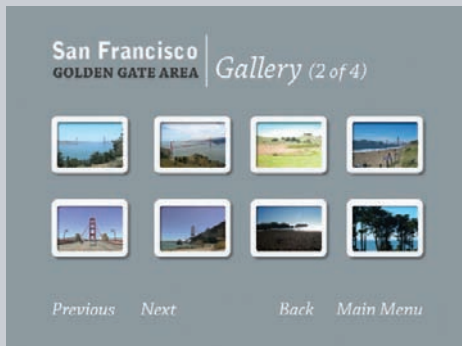 San Francisco
GOLDEN GATE AREA
Gallery (2 of 4)
Previous Next Back Main Menu